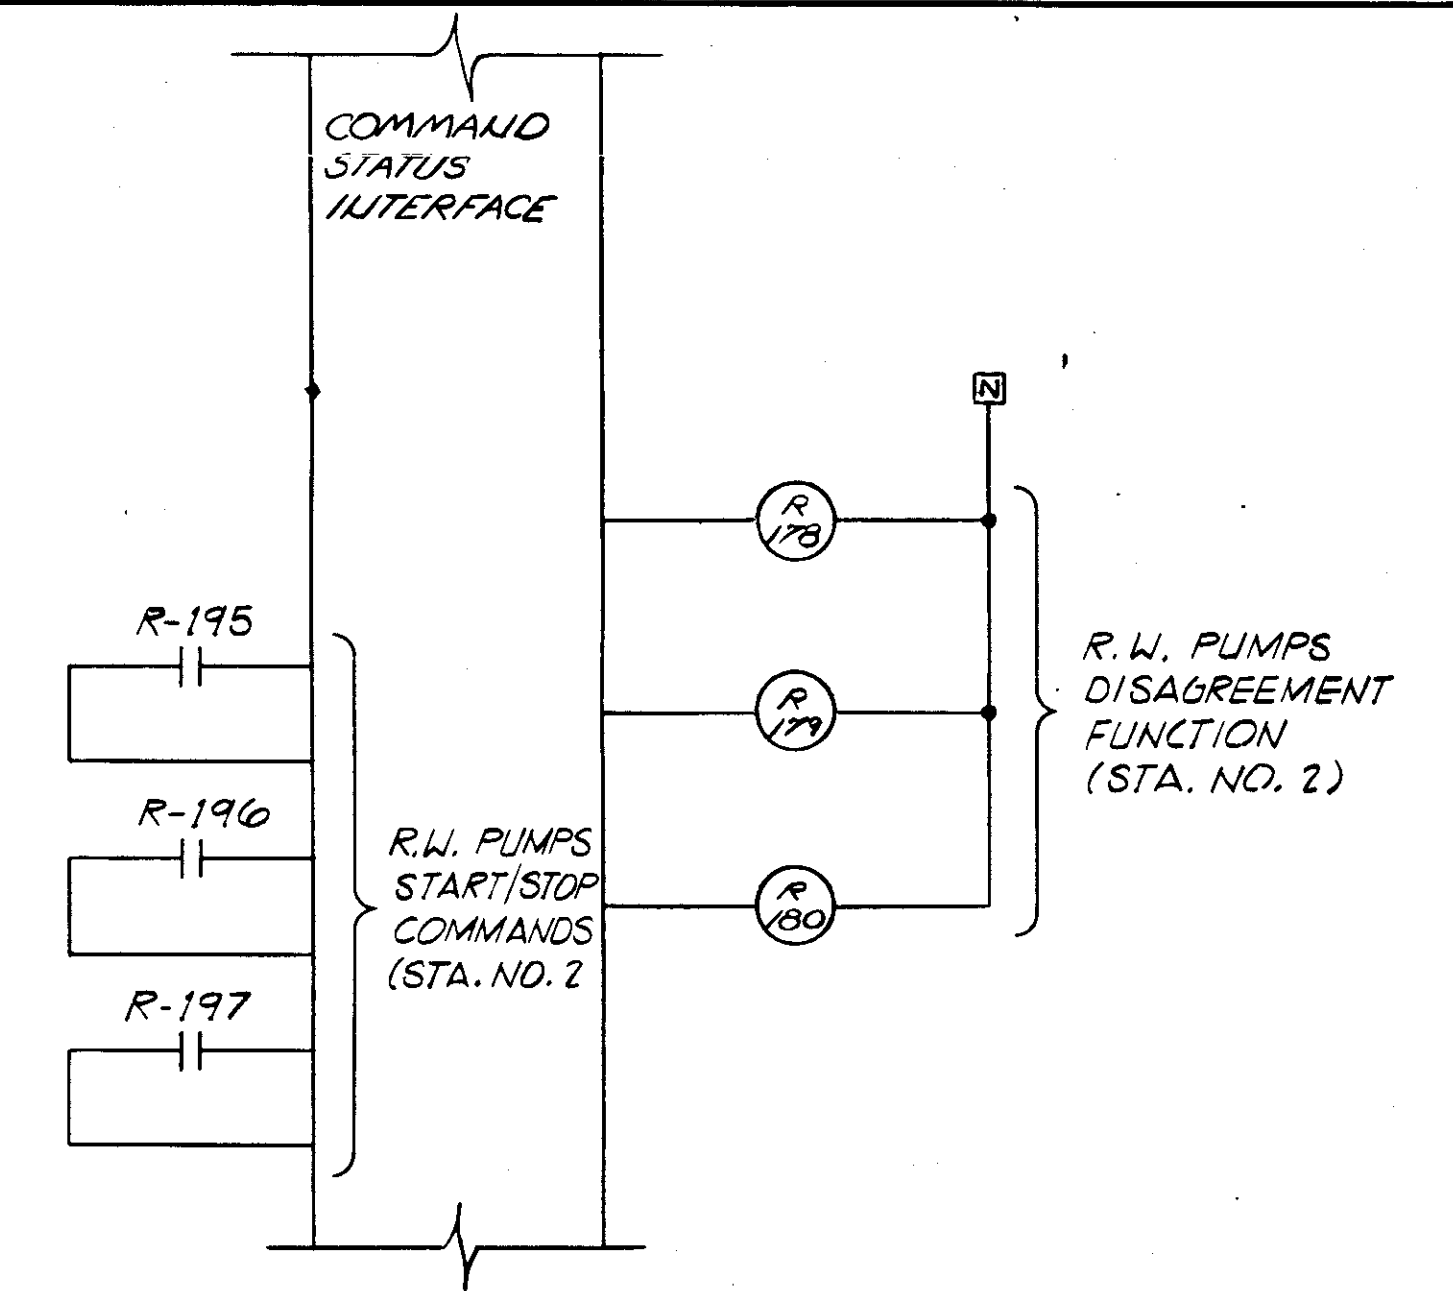 COMMAND
STATUS
INTERFACE
N
R
178
R-195
R
179
R.W. PUMPS
DISAGREEMENT
FUNCTION
(STA. NO. 2)
R-196
R.W. PUMPS
START/STOP
COMMANDS
(STA. NO. 2
R
180
R-197